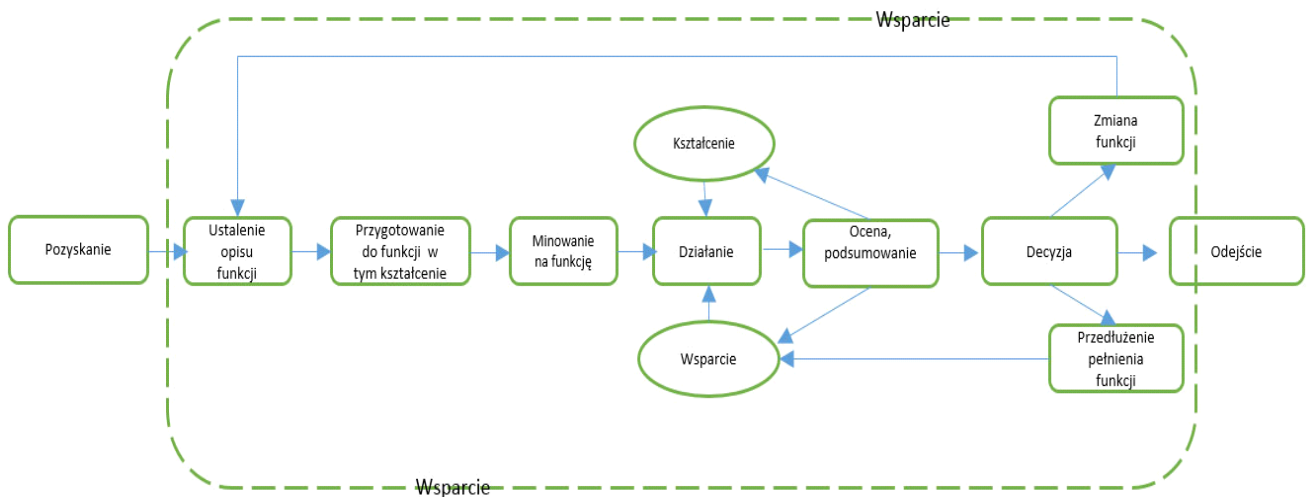 Wsparcie
Zmiana
funkcji
Kształcenie
Pozyskanie
Ustalenie
opisu
funkcji
Przygotowanie
do funkcji w
tym kształcenie
Minowanie
na funkcję
Działanie
Ocena,
podsumowanie
Decyzja
Odejście
Wsparcie
Przedłużenie
pełnienia
funkcji
Wsparcie